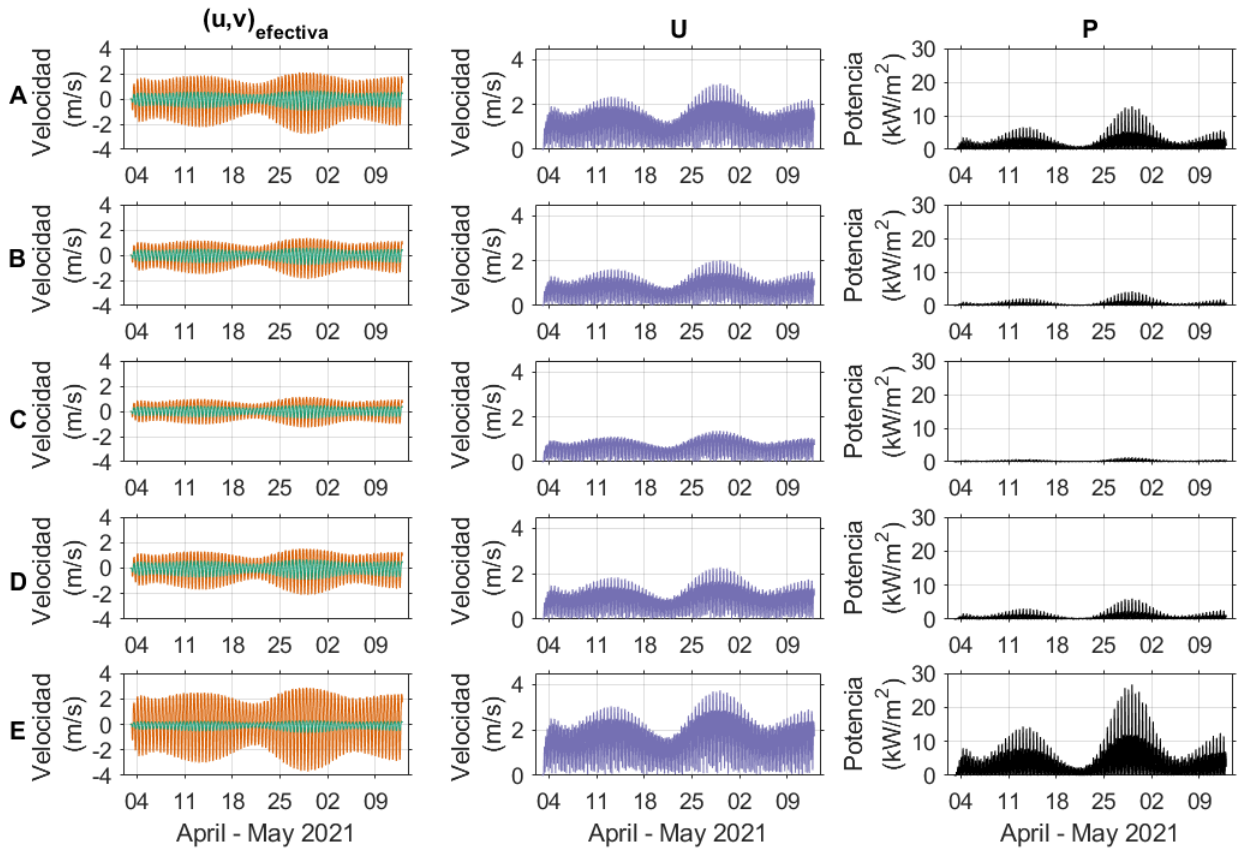 (u,v)efectiva
U
P
A
Velocidad
(m/s)
4
2
0
-2
-4
04 11 18 25 02 09
Velocidad
(m/s)
4
2
0
04 11 18 25 02 09
Potencia
(kW/m²)
30
20
10
0
04 11 18 25 02 09
B
Velocidad
(m/s)
4
2
0
-2
-4
04 11 18 25 02 09
Velocidad
(m/s)
4
2
0
04 11 18 25 02 09
Potencia
(kW/m²)
30
20
10
0
04 11 18 25 02 09
C
Velocidad
(m/s)
4
2
0
-2
-4
04 11 18 25 02 09
Velocidad
(m/s)
4
2
0
04 11 18 25 02 09
Potencia
(kW/m²)
30
20
10
0
04 11 18 25 02 09
D
Velocidad
(m/s)
4
2
0
-2
-4
04 11 18 25 02 09
Velocidad
(m/s)
4
2
0
04 11 18 25 02 09
Potencia
(kW/m²)
30
20
10
0
04 11 18 25 02 09
E
Velocidad
(m/s)
4
2
0
-2
-4
04 11 18 25 02 09
April - May 2021
Velocidad
(m/s)
4
2
0
04 11 18 25 02 09
April - May 2021
Potencia
(kW/m²)
30
20
10
0
04 11 18 25 02 09
April - May 2021